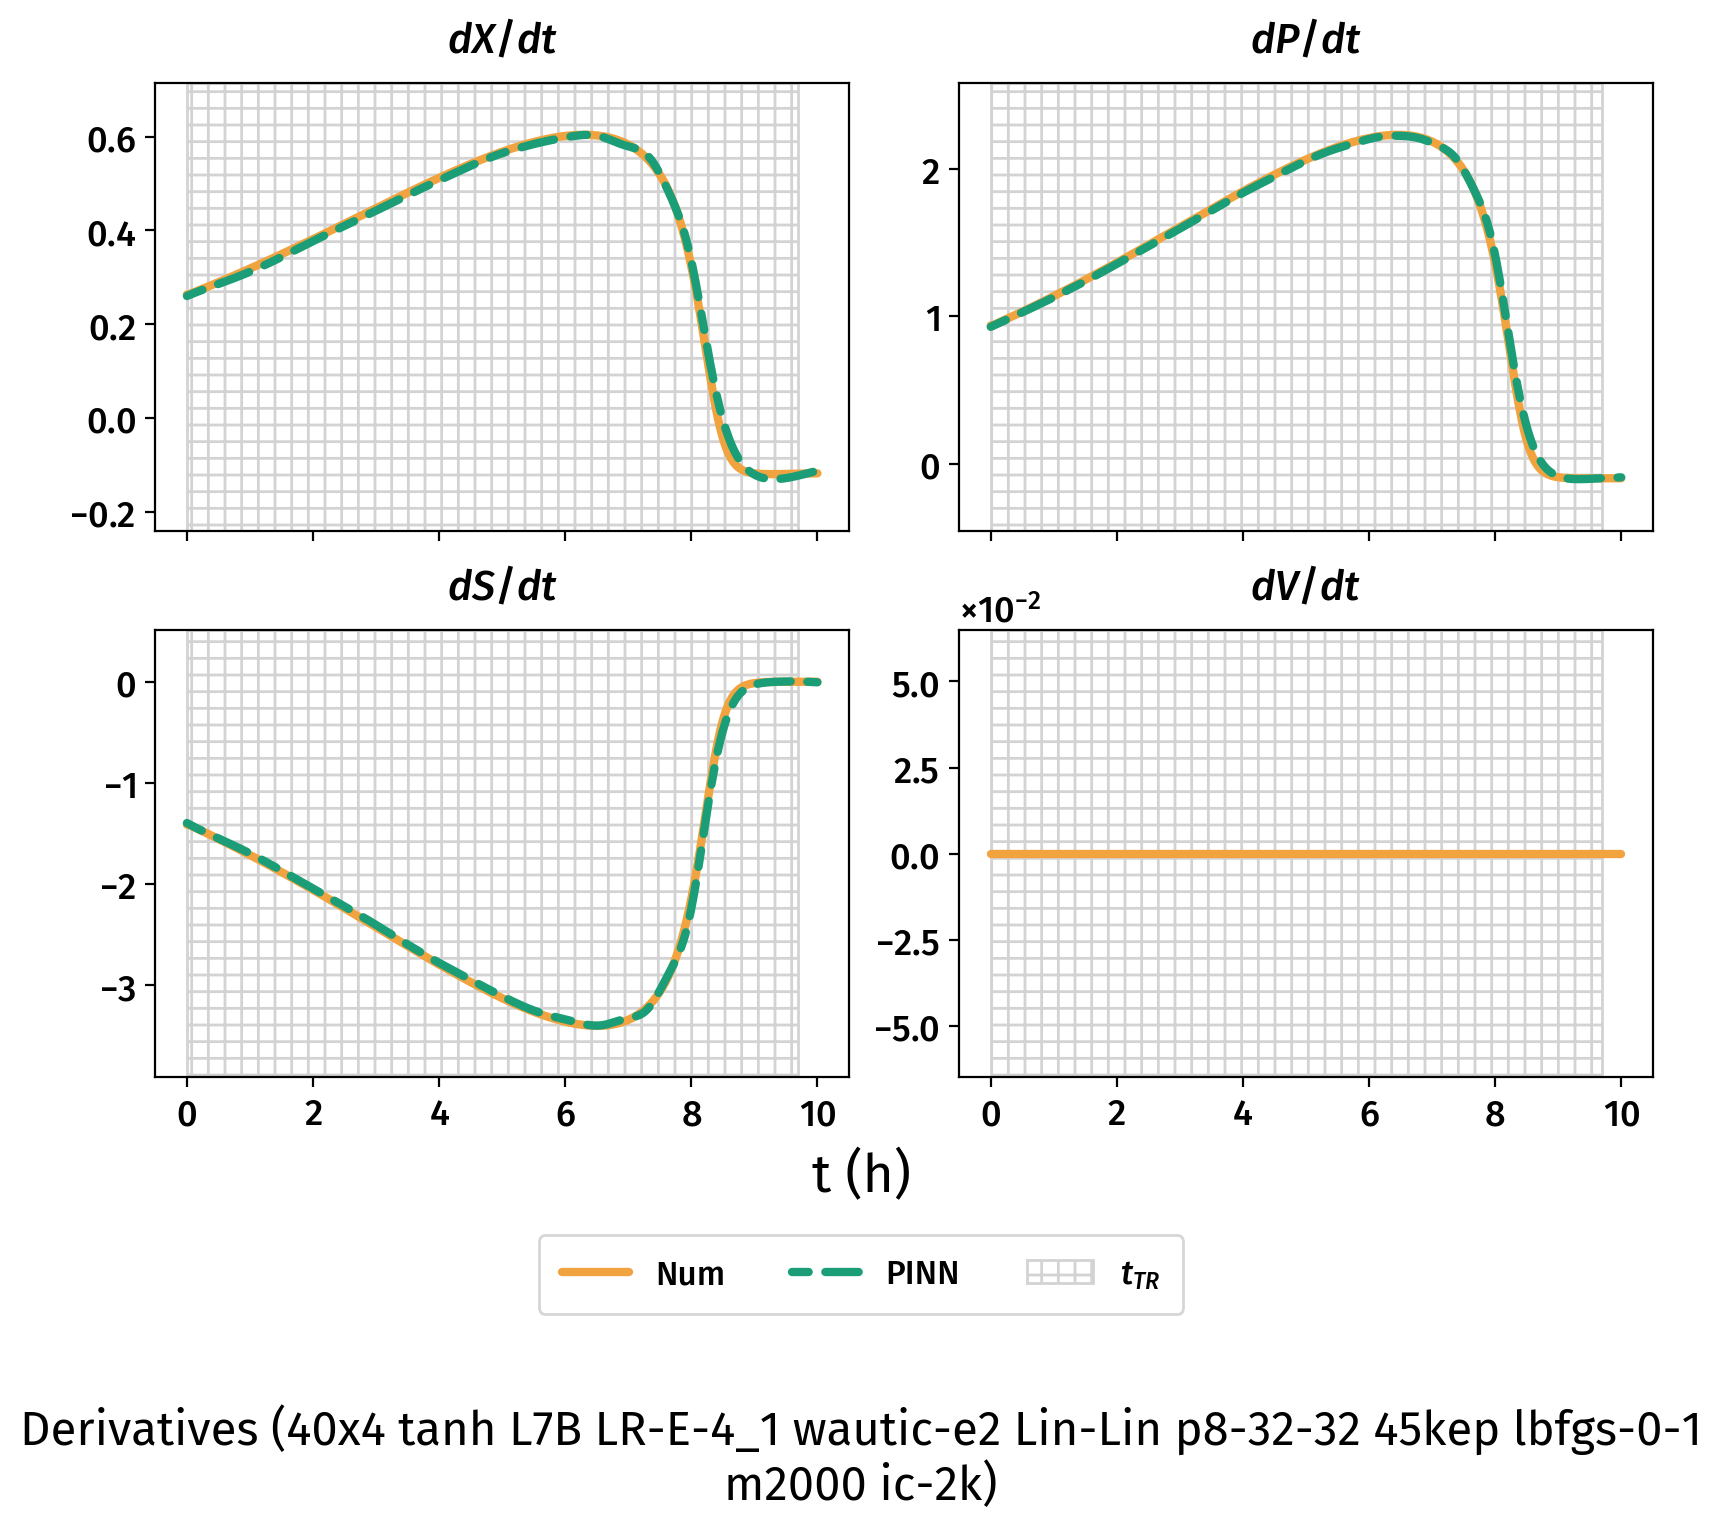 dX/dt
dP/dt
0.6
0.4
0.2
0.0
−0.2
2
1
0
dS/dt
dV/dt
×10⁻²
0
−1
−2
−3
5.0
2.5
0.0
−2.5
−5.0
0 2 4 6 8 10
0 2 4 6 8 10
t (h)
Num PINN t_TR
Derivatives (40x4 tanh L7B LR-E-4_1 wautic-e2 Lin-Lin p8-32-32 45kep lbfgs-0-1
m2000 ic-2k)